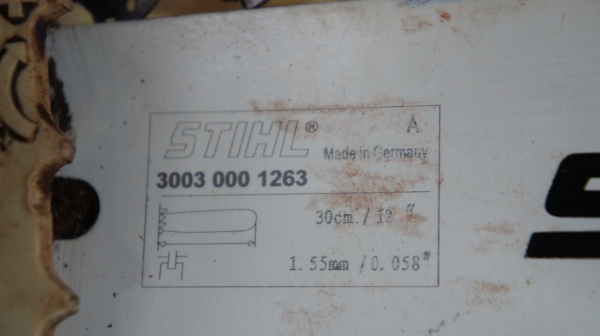 STIHL® A
Made in Germany
3003 000 1263
30cm / 12"
1.55mm / 0.058"
S